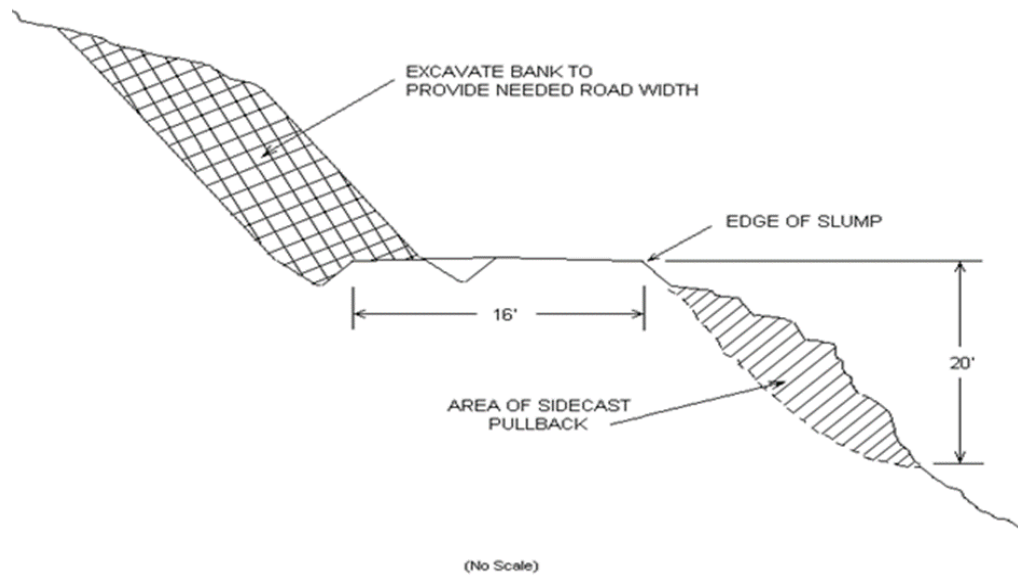 EXCAVATE BANK TO
PROVIDE NEEDED ROAD WIDTH
EDGE OF SLUMP
16'
20'
AREA OF SIDECAST
PULLBACK
(No Scale)